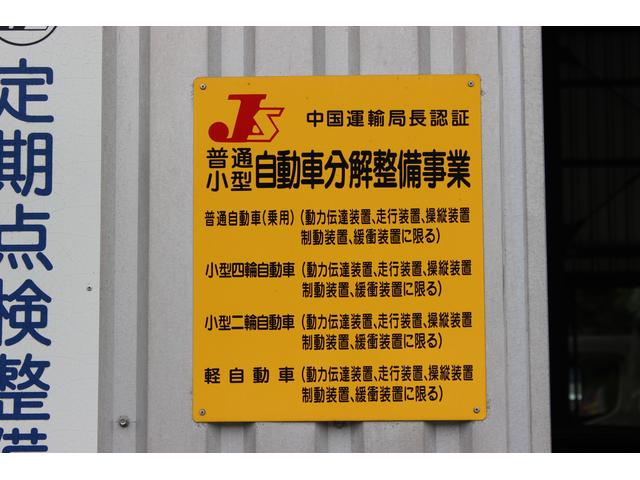 定期点検整備
JS
中国運輸局長認証
普通
小型
自動車分解整備事業
普通自動車(乗用)(動力伝達装置、走行装置、操縦装置
制動装置、緩衝装置に限る)
小型四輪自動車(動力伝達装置、走行装置、操縦装置
制動装置、緩衝装置に限る)
小型二輪自動車(動力伝達装置、走行装置、操縦装置
制動装置、緩衝装置に限る)
軽自動車(動力伝達装置、走行装置、操縦装置
制動装置、緩衝装置に限る)